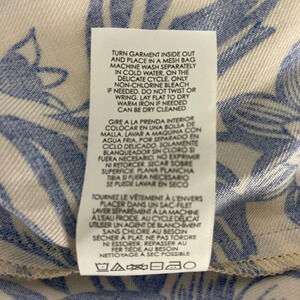 TURN GARMENT INSIDE OUT
AND PLACE IN A MESH BAG
MACHINE WASH SEPARATELY
IN COLD WATER, ON THE
DELICATE CYCLE. ONLY
NON-CHLORINE BLEACH
IF NEEDED. DO NOT TWIST OR
WRING. LAY FLAT TO DRY
WARM IRON IF NEEDED
CAN BE DRY CLEANED
GIRE A LA PRENDA INTERIOR
COLOCAR EN UNA BOLSA DE
MALLA. LAVAR A MAQUINA CON
AGUA FRIA, POR SEPARADO EN
CICLO DELICADO. SOLAMENTE
BLANQUEADOR SIN CLORO SI
FUERA NECESARIO. NO EXPRIMIR
NI RETORCER. SECAR SOBRE
SUPERFICIE. PLANA PLANCHA
TIBIA SI FUERA NECESARIO
SE PUEDE LAVAR EN SECO
TOURNEZ LE VÊTEMENT À L'ENVERS
PLACER DANS UN SAC-FILET
LAVER SÉPARÉMENT À LA MACHINE
À L'EAU FROIDE, AU CYCLE DÉLICAT
UTILISER UN AGENT DE BLANCHIMENT
SANS CHLORE AU BESOIN
SÉCHER À PLAT. NE PAS TORDRE
NI ESSORER. REPASSER AU
FER TIÈDE AU BESOIN
NETTOYAGE À SEC POSSIBLE